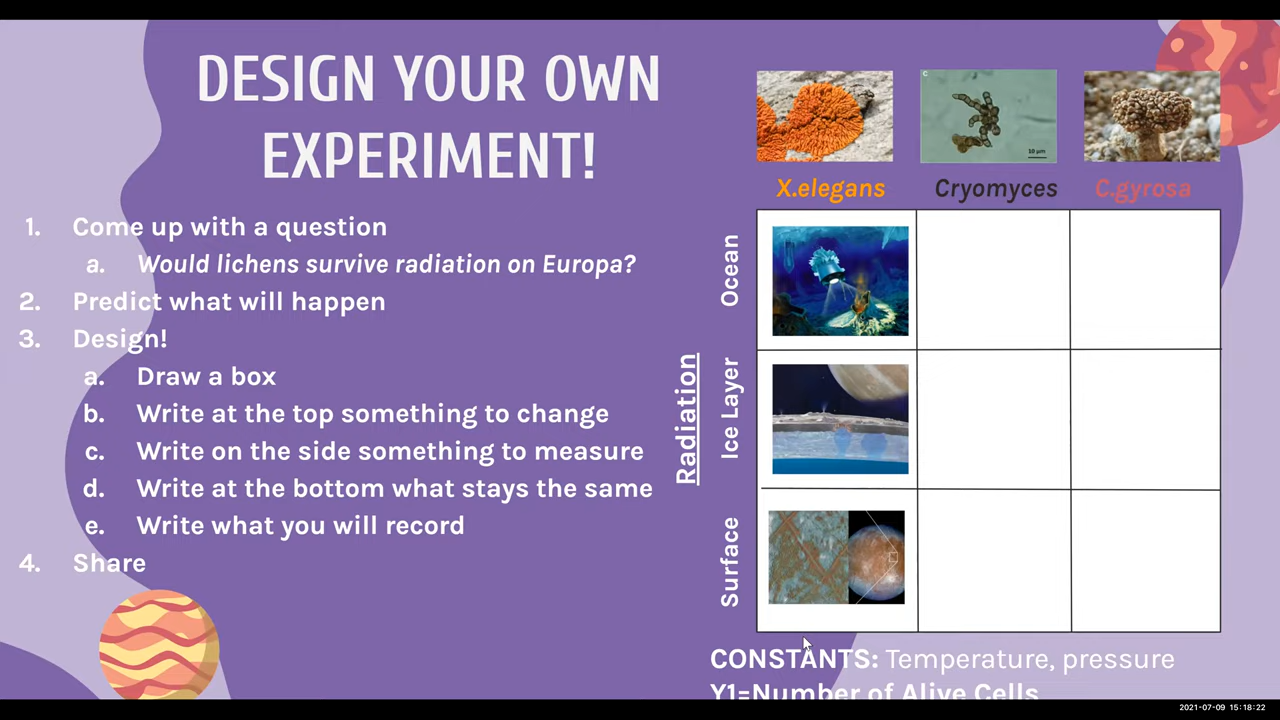 DESIGN YOUR OWN
EXPERIMENT!
1. Come up with a question
a. Would lichens survive radiation on Europa?
2. Predict what will happen
3. Design!
a. Draw a box
b. Write at the top something to change
c. Write on the side something to measure
d. Write at the bottom what stays the same
e. Write what you will record
4. Share
C
10 µm
X.elegans
Cryomyces
C.gyrosa
Radiation
Ocean
Ice Layer
Surface
CONSTANTS: Temperature, pressure
Y1=Number of Alive Cells
2021-07-09 15:18:22